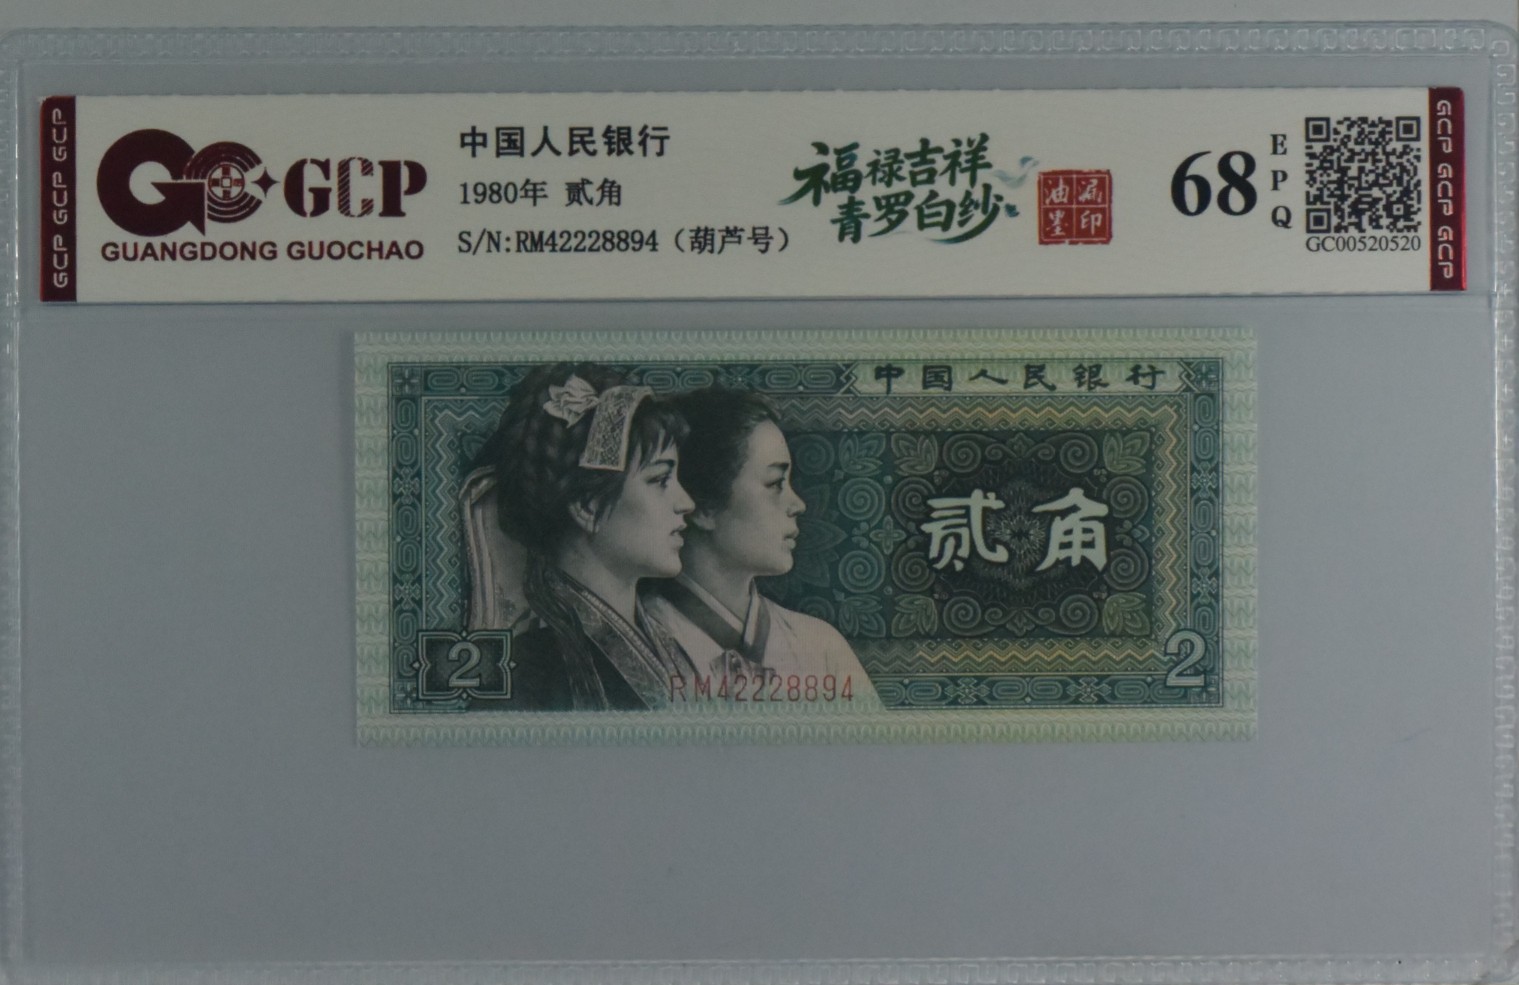 GCP GCP GCP
GCP
GUANGDONG GUOCHAO
中国人民银行
1980年 贰角
S/N:RM42228894（葫芦号）
福禄吉祥
青罗白纱
油漏
墨印
68
EPQ
GC00520520
GCP GCP GCP
中国人民银行
贰角
2
2
RM42228894